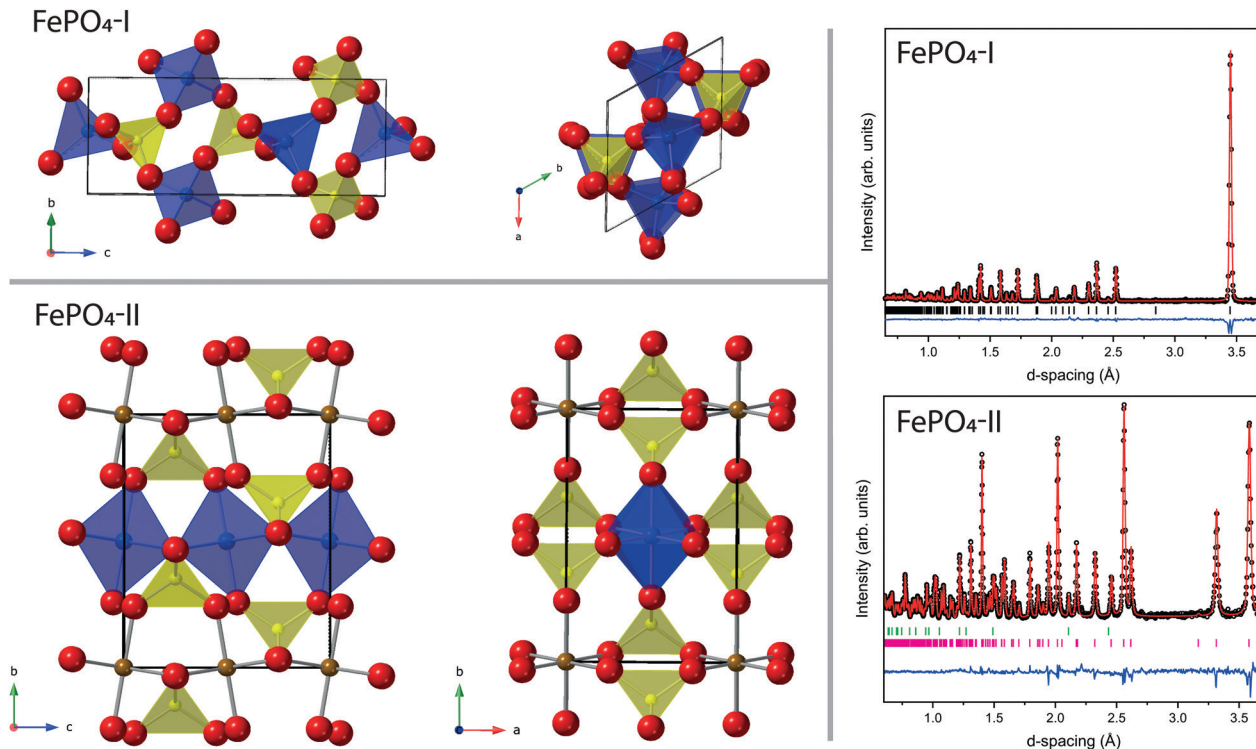 FePO₄-I
b
c
b
a
FePO₄-II
b
c
b
a
FePO₄-I
Intensity (arb. units)
1.0 1.5 2.0 2.5 3.0 3.5
d-spacing (Å)
FePO₄-II
Intensity (arb. units)
1.0 1.5 2.0 2.5 3.0 3.5
d-spacing (Å)